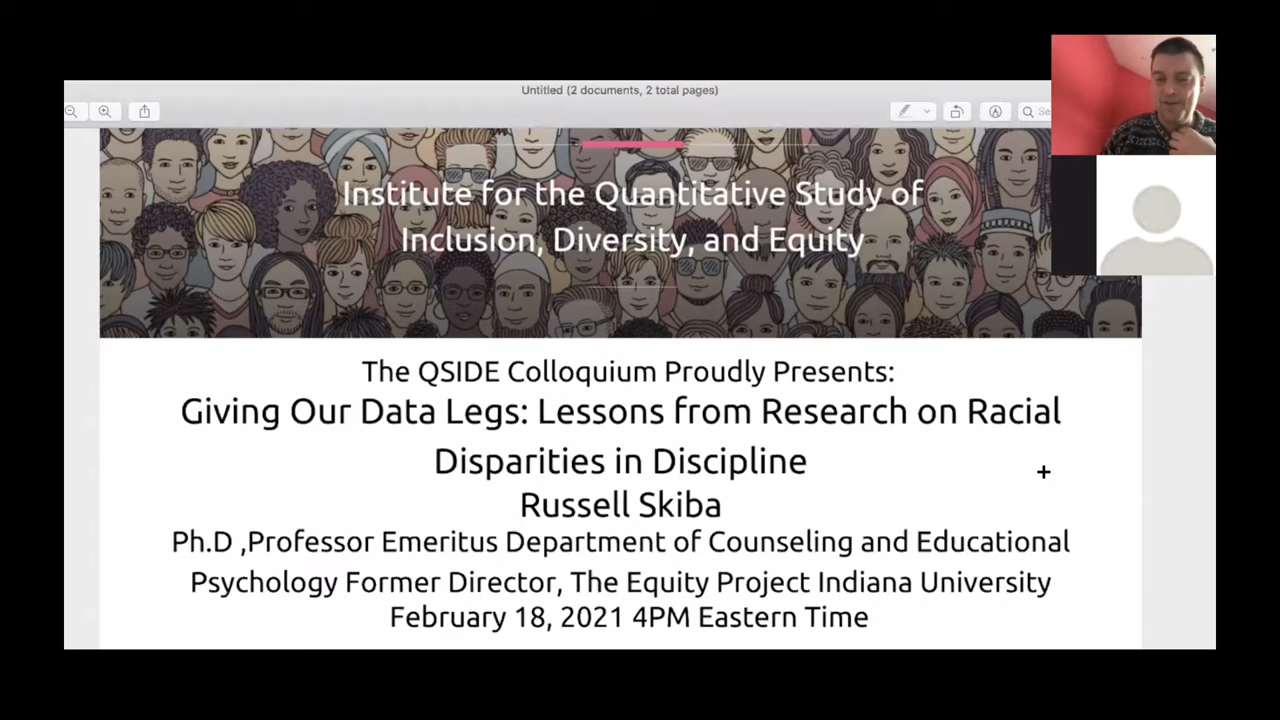 Untitled (2 documents, 2 total pages)
Se
Institute for the Quantitative Study of
Inclusion, Diversity, and Equity
The QSIDE Colloquium Proudly Presents:
Giving Our Data Legs: Lessons from Research on Racial
Disparities in Discipline
Russell Skiba
Ph.D ,Professor Emeritus Department of Counseling and Educational
Psychology Former Director, The Equity Project Indiana University
February 18, 2021 4PM Eastern Time